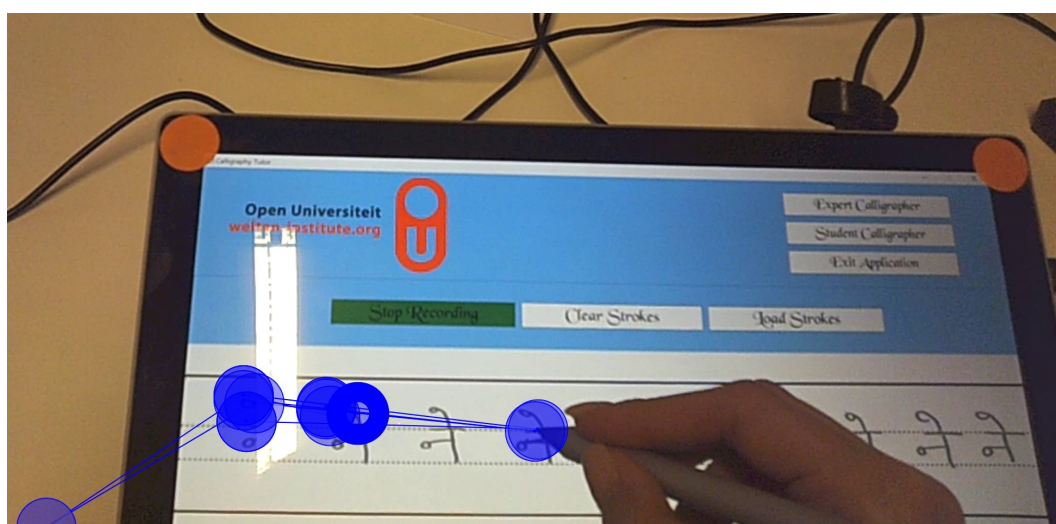 Calligraphy Tutor
Open Universiteit
welten-institute.org
U
Expert Calligrapher
Student Calligrapher
Exit Application
Stop Recording
Clear Strokes
Load Strokes